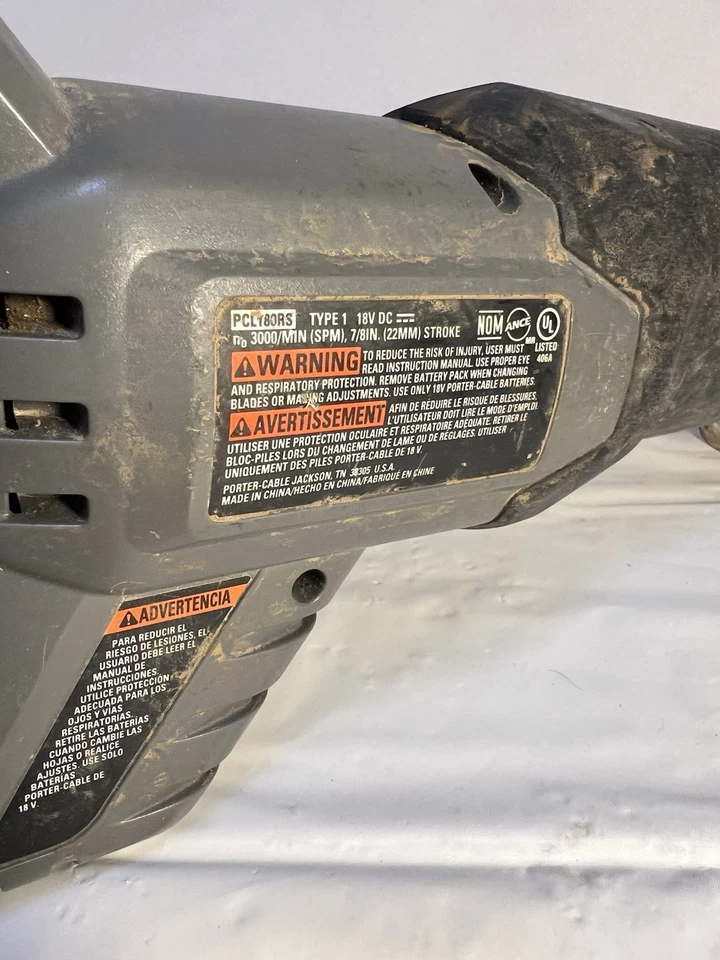 PCL180RS TYPE 1 18V DC
n₀ 3000/MIN (SPM), 7/8IN. (22MM) STROKE
NOM ANCE MR UL LISTED 406A
WARNING TO REDUCE THE RISK OF INJURY, USER MUST
READ INSTRUCTION MANUAL. USE PROPER EYE
AND RESPIRATORY PROTECTION. REMOVE BATTERY PACK WHEN CHANGING
BLADES OR MAKING ADJUSTMENTS. USE ONLY 18V PORTER-CABLE BATTERIES.
AVERTISSEMENT AFIN DE RÉDUIRE LE RISQUE DE BLESSURES,
L'UTILISATEUR DOIT LIRE LE MODE D'EMPLOI.
UTILISER UNE PROTECTION OCULAIRE ET RESPIRATOIRE ADÉQUATE. RETIRER LE
BLOC-PILES LORS DU CHANGEMENT DE LAME OU DE RÉGLAGES. UTILISER
UNIQUEMENT DES PILES PORTER-CABLE DE 18 V.
PORTER-CABLE JACKSON, TN 38305 U.S.A.
MADE IN CHINA/HECHO EN CHINA/FABRIQUÉ EN CHINE
ADVERTENCIA
PARA REDUCIR EL
RIESGO DE LESIONES, EL
USUARIO DEBE LEER EL
MANUAL DE
INSTRUCCIONES.
UTILICE PROTECCIÓN
ADECUADA PARA LOS
OJOS Y VÍAS
RESPIRATORIAS.
RETIRE LAS BATERÍAS
CUANDO CAMBIE LAS
HOJAS O REALICE
AJUSTES. USE SÓLO
BATERÍAS
PORTER-CABLE DE
18 V.